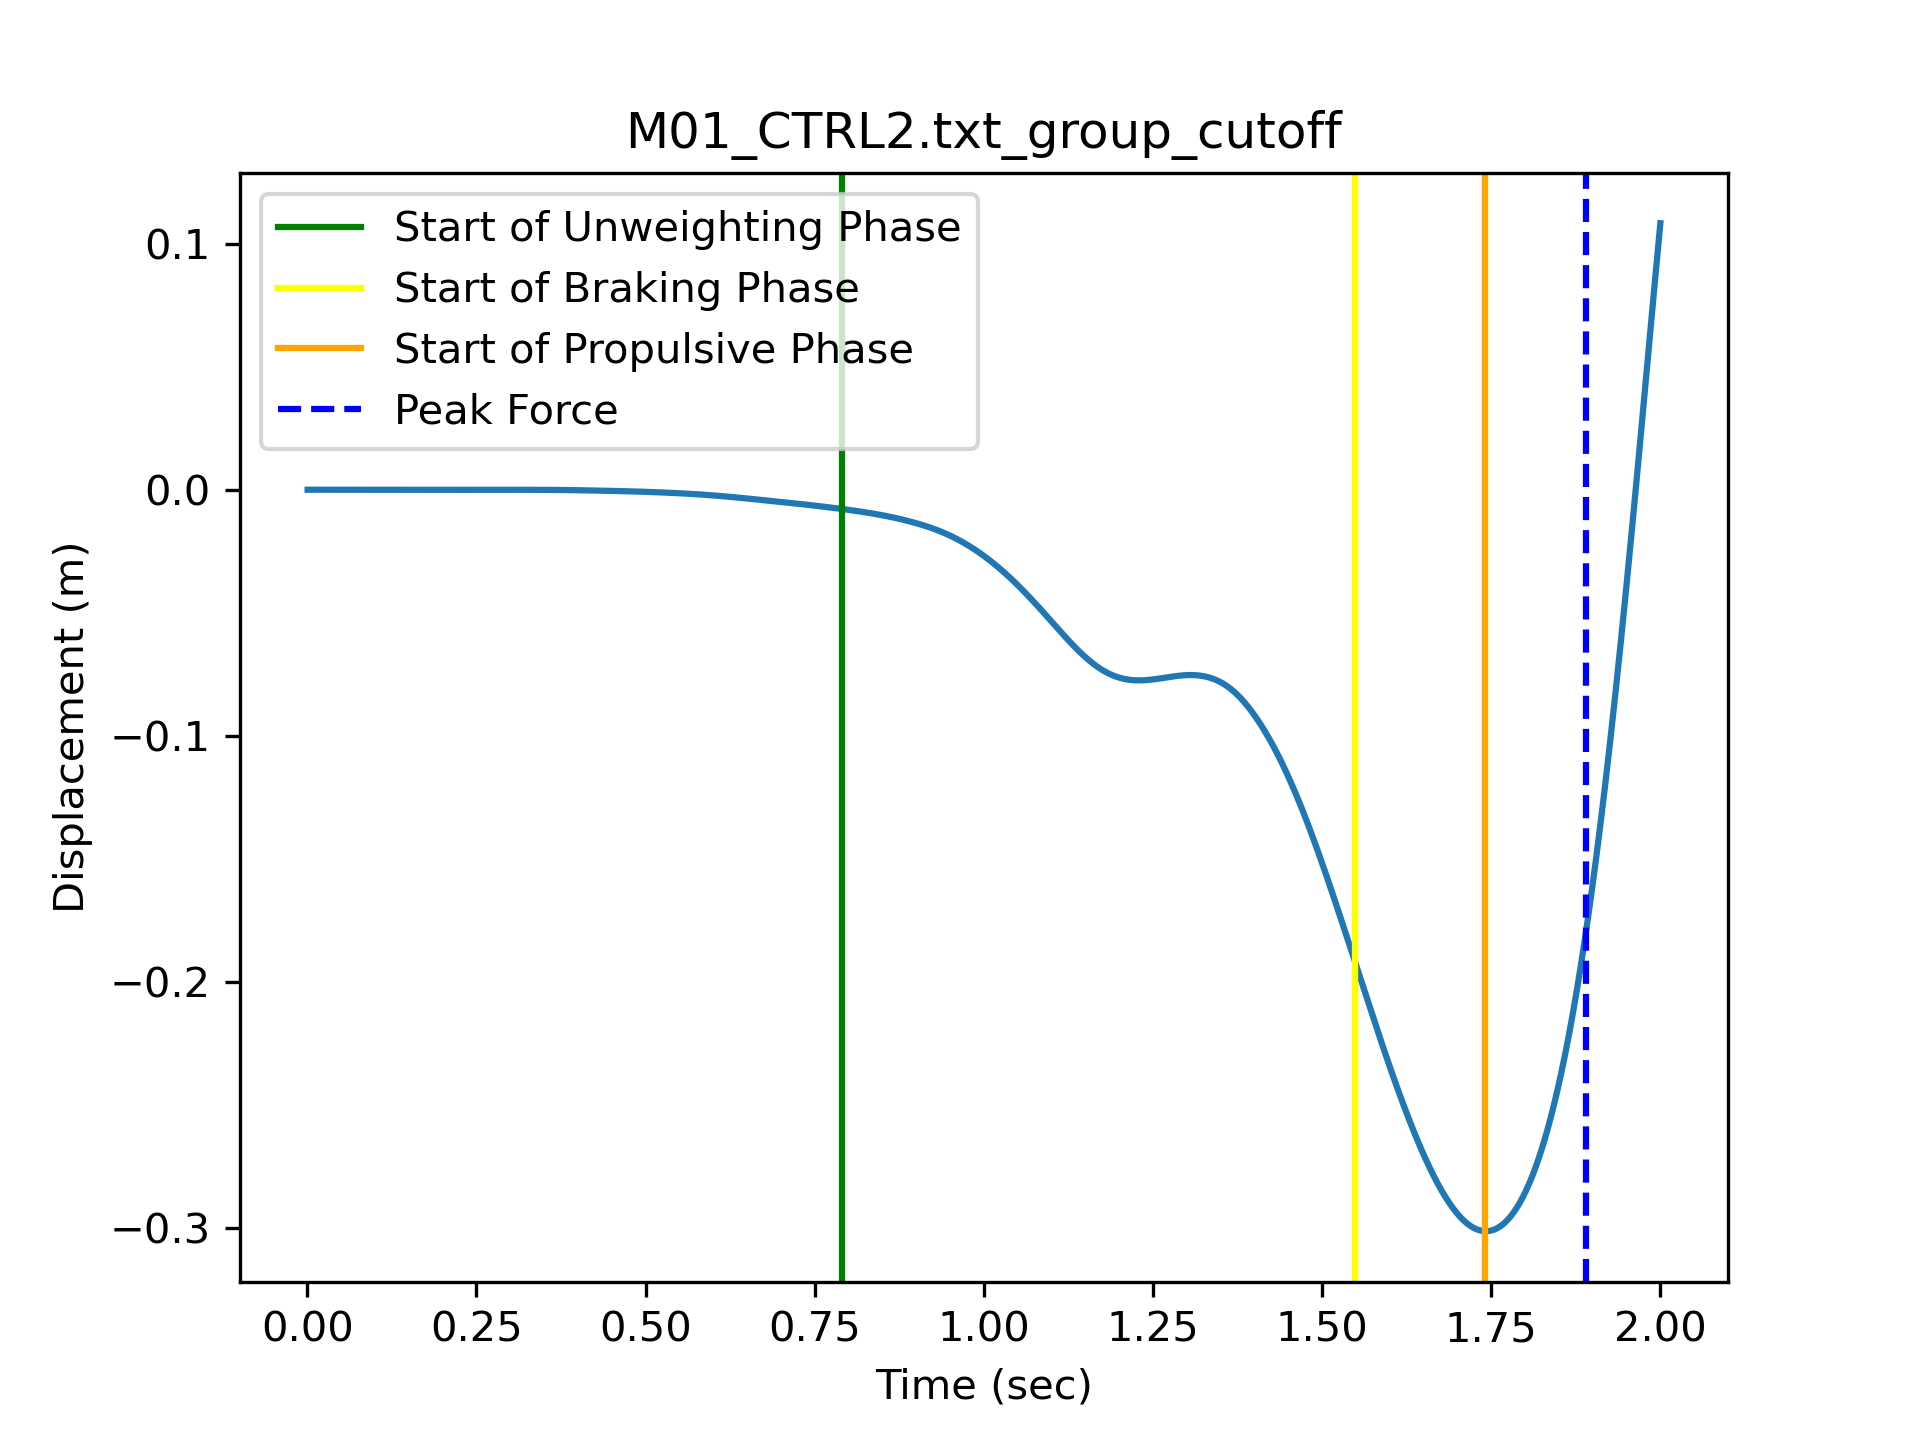 M01_CTRL2.txt_group_cutoff
Start of Unweighting Phase
Start of Braking Phase
Start of Propulsive Phase
Peak Force
0.1
0.0
−0.1
−0.2
−0.3
Displacement (m)
0.00 0.25 0.50 0.75 1.00 1.25 1.50 1.75 2.00
Time (sec)